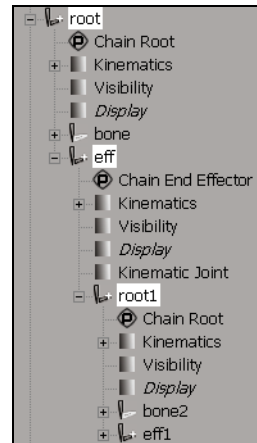 root
Chain Root
Kinematics
Visibility
Display
bone
eff
Chain End Effector
Kinematics
Visibility
Display
Kinematic Joint
root1
Chain Root
Kinematics
Visibility
Display
bone2
eff1